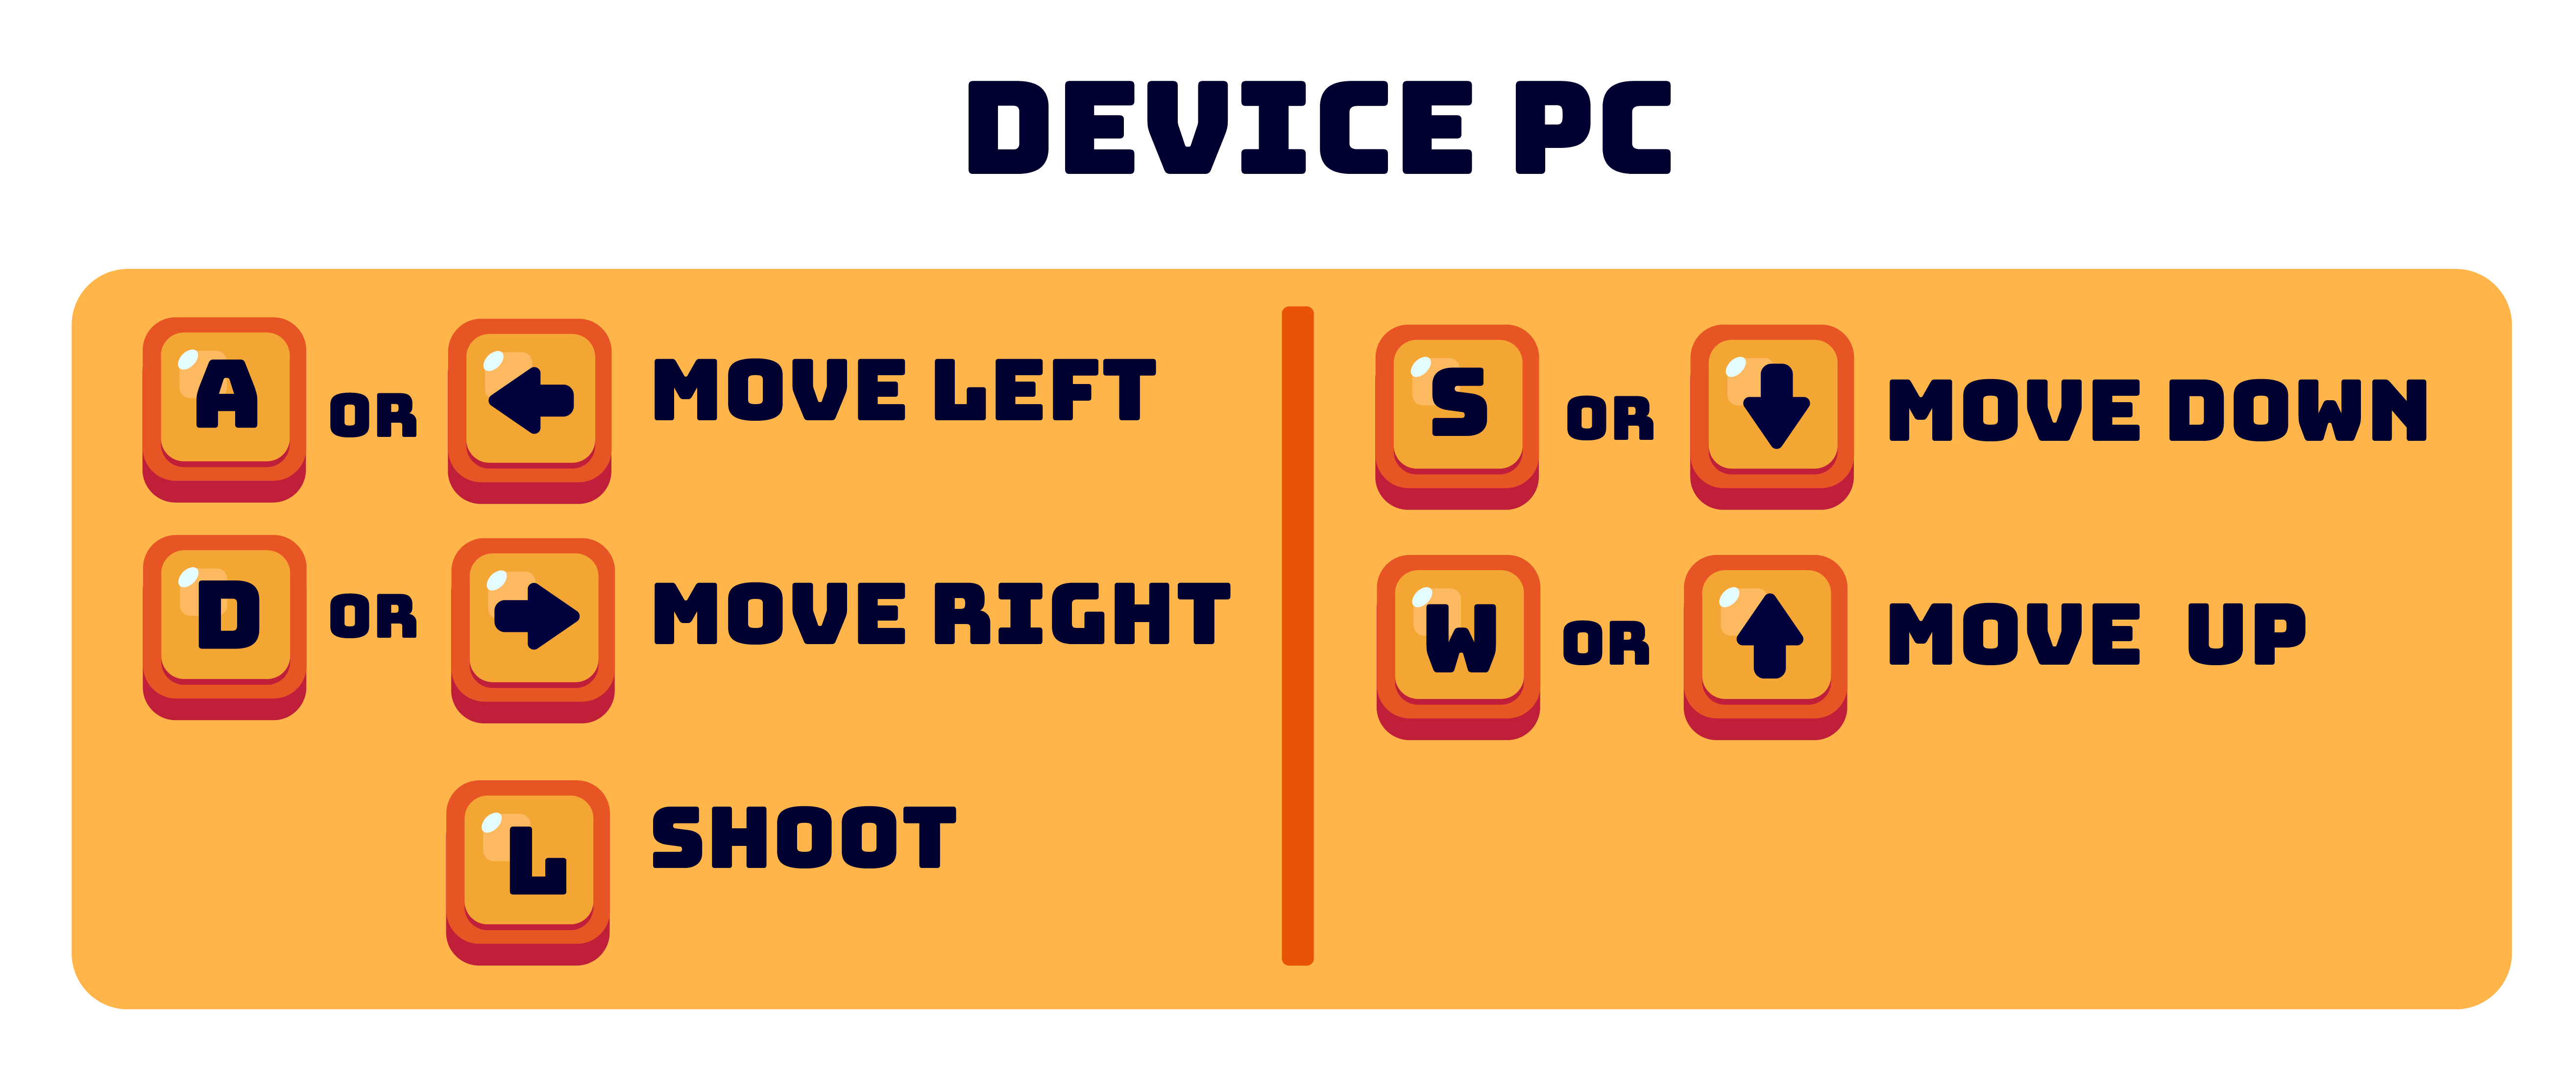 DEVICE PC
A OR MOVE LEFT
D OR MOVE RIGHT
L SHOOT
S OR MOVE DOWN
W OR MOVE UP